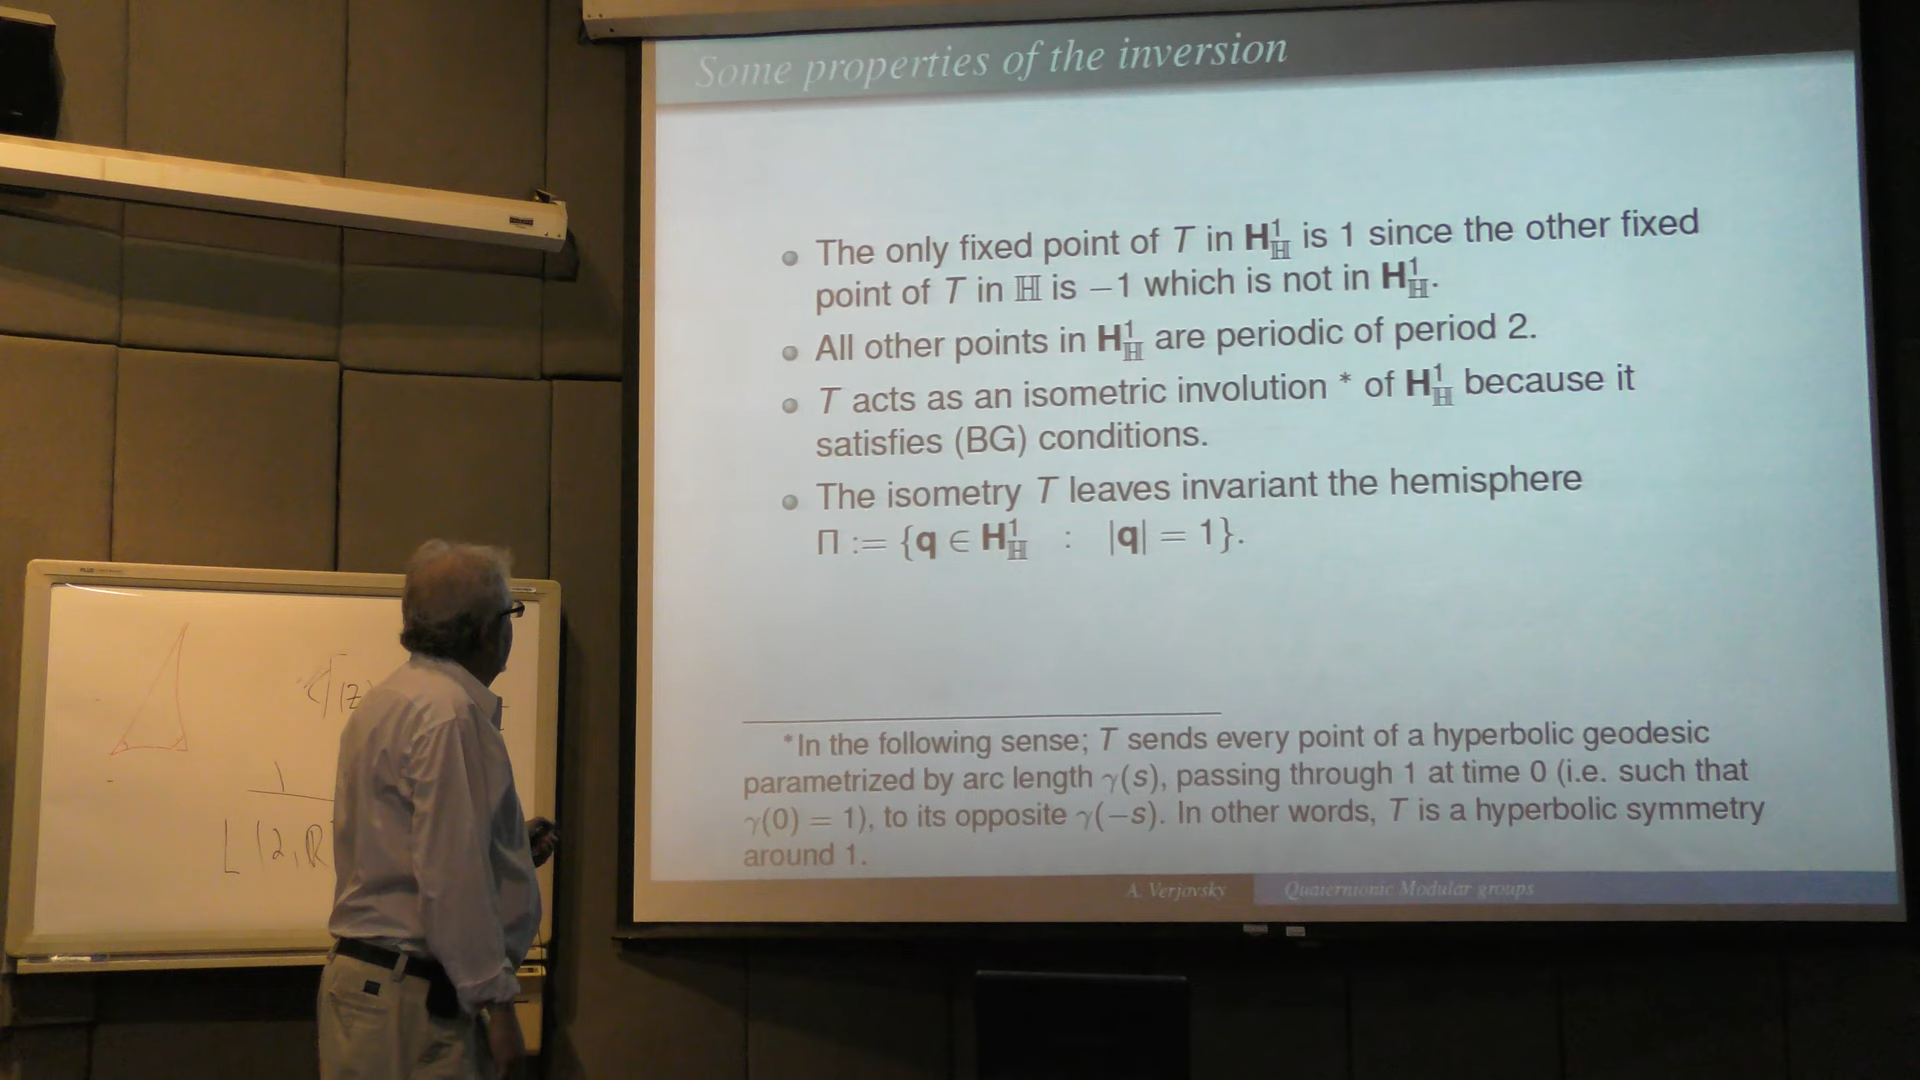 Some properties of the inversion
The only fixed point of T in H¹_ℍ is 1 since the other fixed
point of T in ℍ is −1 which is not in H¹_ℍ.
All other points in H¹_ℍ are periodic of period 2.
T acts as an isometric involution * of H¹_ℍ because it
satisfies (BG) conditions.
The isometry T leaves invariant the hemisphere
Π := {q ∈ H¹_ℍ : |q| = 1}.
*In the following sense; T sends every point of a hyperbolic geodesic
parametrized by arc length γ(s), passing through 1 at time 0 (i.e. such that
γ(0) = 1), to its opposite γ(−s). In other words, T is a hyperbolic symmetry
around 1.
A. Verjovsky Quaternionic Modular groups
PLUS
(2,R